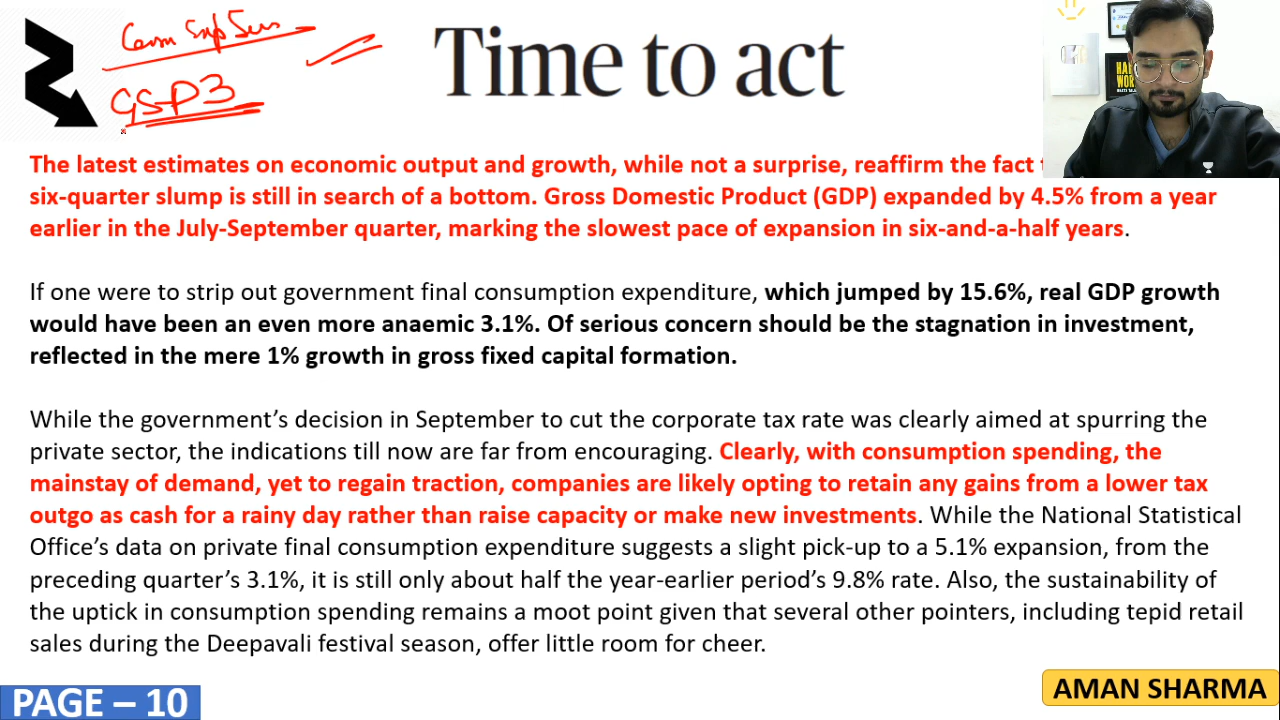 Time to act
GSP3
The latest estimates on economic output and growth, while not a surprise, reaffirm the fact
six-quarter slump is still in search of a bottom. Gross Domestic Product (GDP) expanded by 4.5% from a year
earlier in the July-September quarter, marking the slowest pace of expansion in six-and-a-half years.
If one were to strip out government final consumption expenditure, which jumped by 15.6%, real GDP growth
would have been an even more anaemic 3.1%. Of serious concern should be the stagnation in investment,
reflected in the mere 1% growth in gross fixed capital formation.
While the government's decision in September to cut the corporate tax rate was clearly aimed at spurring the
private sector, the indications till now are far from encouraging. Clearly, with consumption spending, the
mainstay of demand, yet to regain traction, companies are likely opting to retain any gains from a lower tax
outgo as cash for a rainy day rather than raise capacity or make new investments. While the National Statistical
Office's data on private final consumption expenditure suggests a slight pick-up to a 5.1% expansion, from the
preceding quarter's 3.1%, it is still only about half the year-earlier period's 9.8% rate. Also, the sustainability of
the uptick in consumption spending remains a moot point given that several other pointers, including tepid retail
sales during the Deepavali festival season, offer little room for cheer.
PAGE – 10
AMAN SHARMA